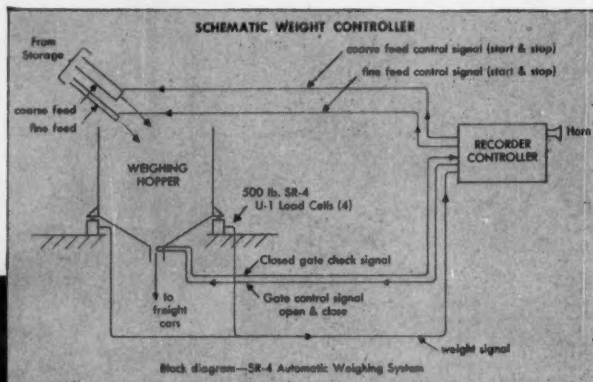 SCHEMATIC WEIGHT CONTROLLER
From
Storage
coarse feed control signal (start & stop)
fine feed control signal (start & stop)
coarse feed
fine feed
RECORDER
CONTROLLER
Horn
WEIGHING
HOPPER
500 lb. SR-4
U-1 Load Cells (4)
Closed gate check signal
Gate control signal
open & close
to
freight
cars
weight signal
Block diagram—SR-4 Automatic Weighing System